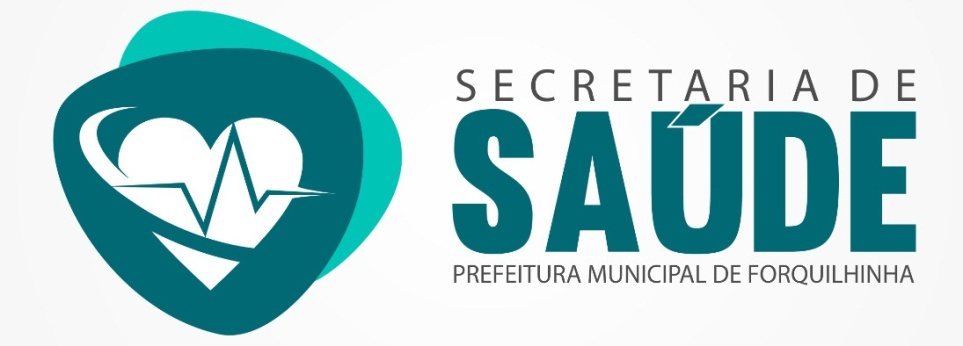 SECRETARIA DE
SAÚDE
PREFEITURA MUNICIPAL DE FORQUILHINHA